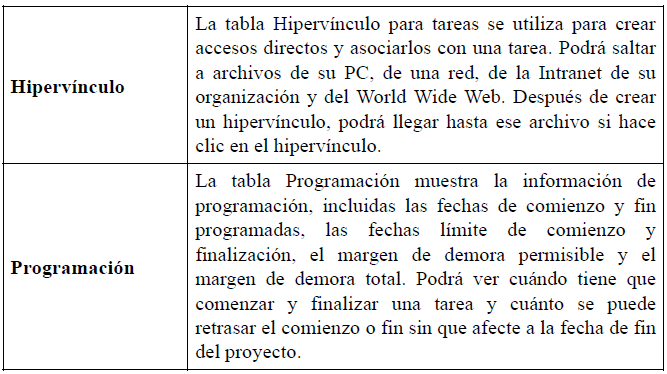 Hipervínculo
La tabla Hipervínculo para tareas se utiliza para crear
accesos directos y asociarlos con una tarea. Podrá saltar
a archivos de su PC, de una red, de la Intranet de su
organización y del World Wide Web. Después de crear
un hipervínculo, podrá llegar hasta ese archivo si hace
clic en el hipervínculo.
Programación
La tabla Programación muestra la información de
programación, incluidas las fechas de comienzo y fin
programadas, las fechas límite de comienzo y
finalización, el margen de demora permisible y el
margen de demora total. Podrá ver cuándo tiene que
comenzar y finalizar una tarea y cuánto se puede
retrasar el comienzo o fin sin que afecte a la fecha de fin
del proyecto.